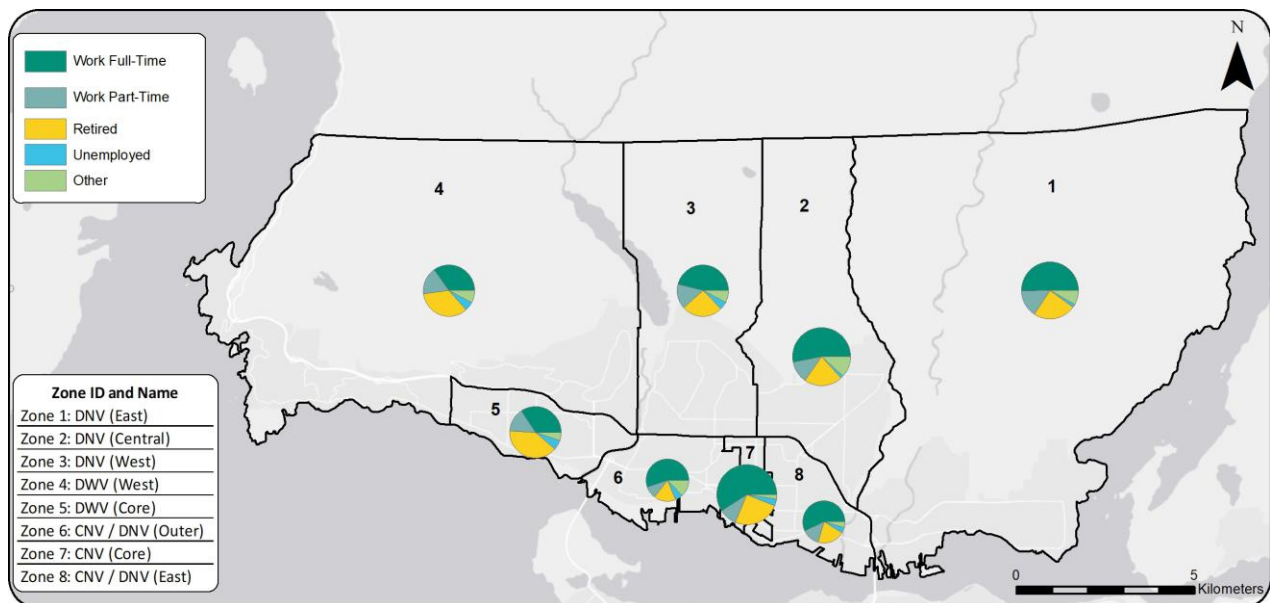 Work Full-Time
Work Part-Time
Retired
Unemployed
Other
N
4
3
2
1
5
6
7
8
Zone ID and Name
Zone 1: DNV (East)
Zone 2: DNV (Central)
Zone 3: DNV (West)
Zone 4: DWV (West)
Zone 5: DWV (Core)
Zone 6: CNV / DNV (Outer)
Zone 7: CNV (Core)
Zone 8: CNV / DNV (East)
0 5
Kilometers